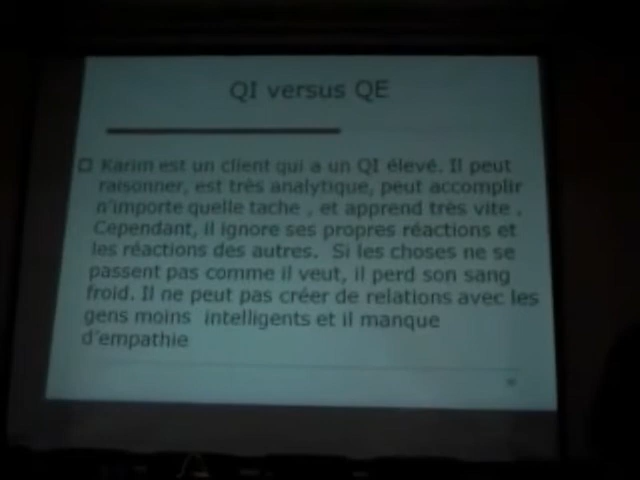 QI versus QE
Karim est un client qui a un QI élevé. Il peut
raisonner, est très analytique, peut accomplir
n'importe quelle tache , et apprend très vite .
Cependant, il ignore ses propres réactions et
les réactions des autres. Si les choses ne se
passent pas comme il veut, il perd son sang
froid. Il ne peut pas créer de relations avec les
gens moins intelligents et il manque
d'empathie